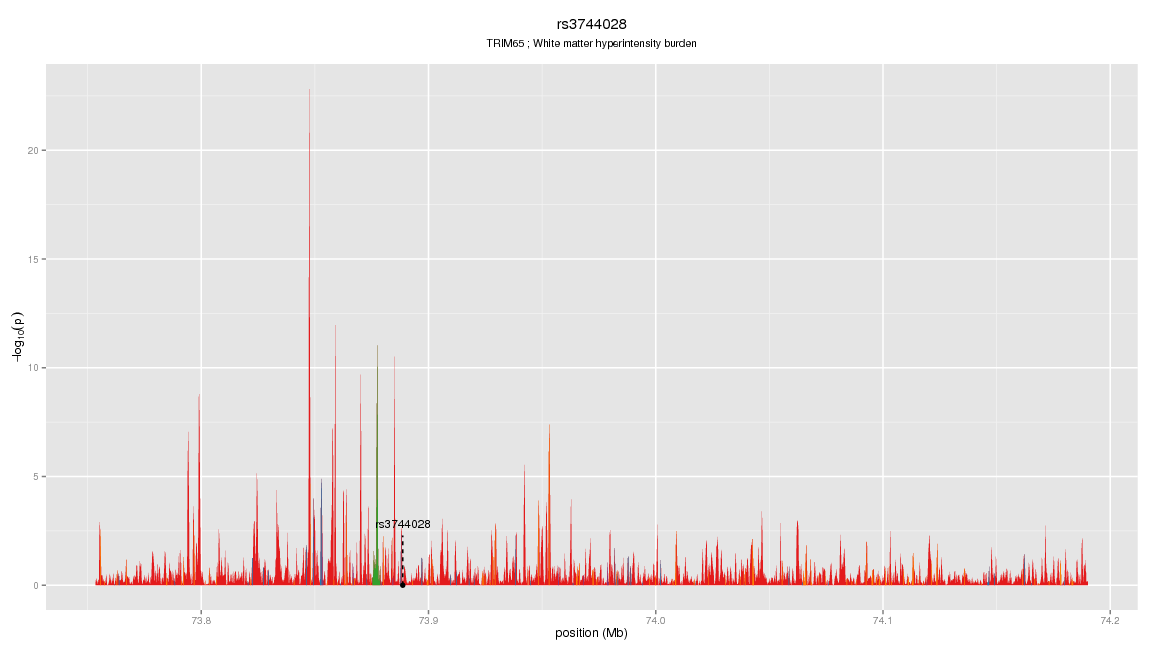 rs3744028
TRIM65 ; White matter hyperintensity burden
20
15
10
5
0
−log10(p)
rs3744028
73.8
73.9
74.0
74.1
74.2
position (Mb)